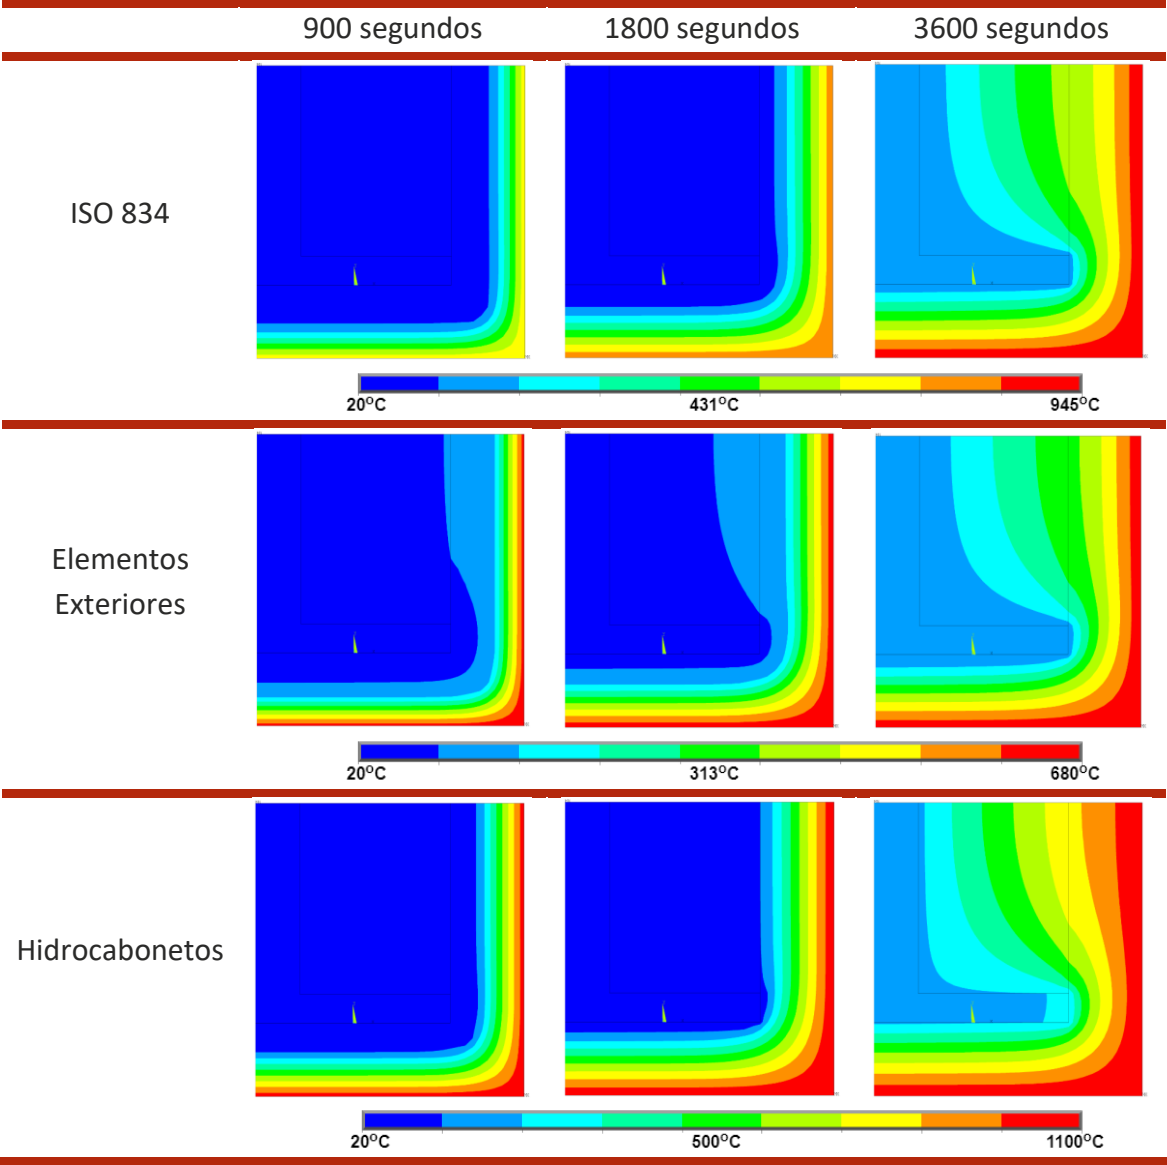 900 segundos 1800 segundos 3600 segundos
ISO 834
20°C 431°C 945°C
Elementos
Exteriores
20°C 313°C 680°C
Hidrocabonetos
20°C 500°C 1100°C